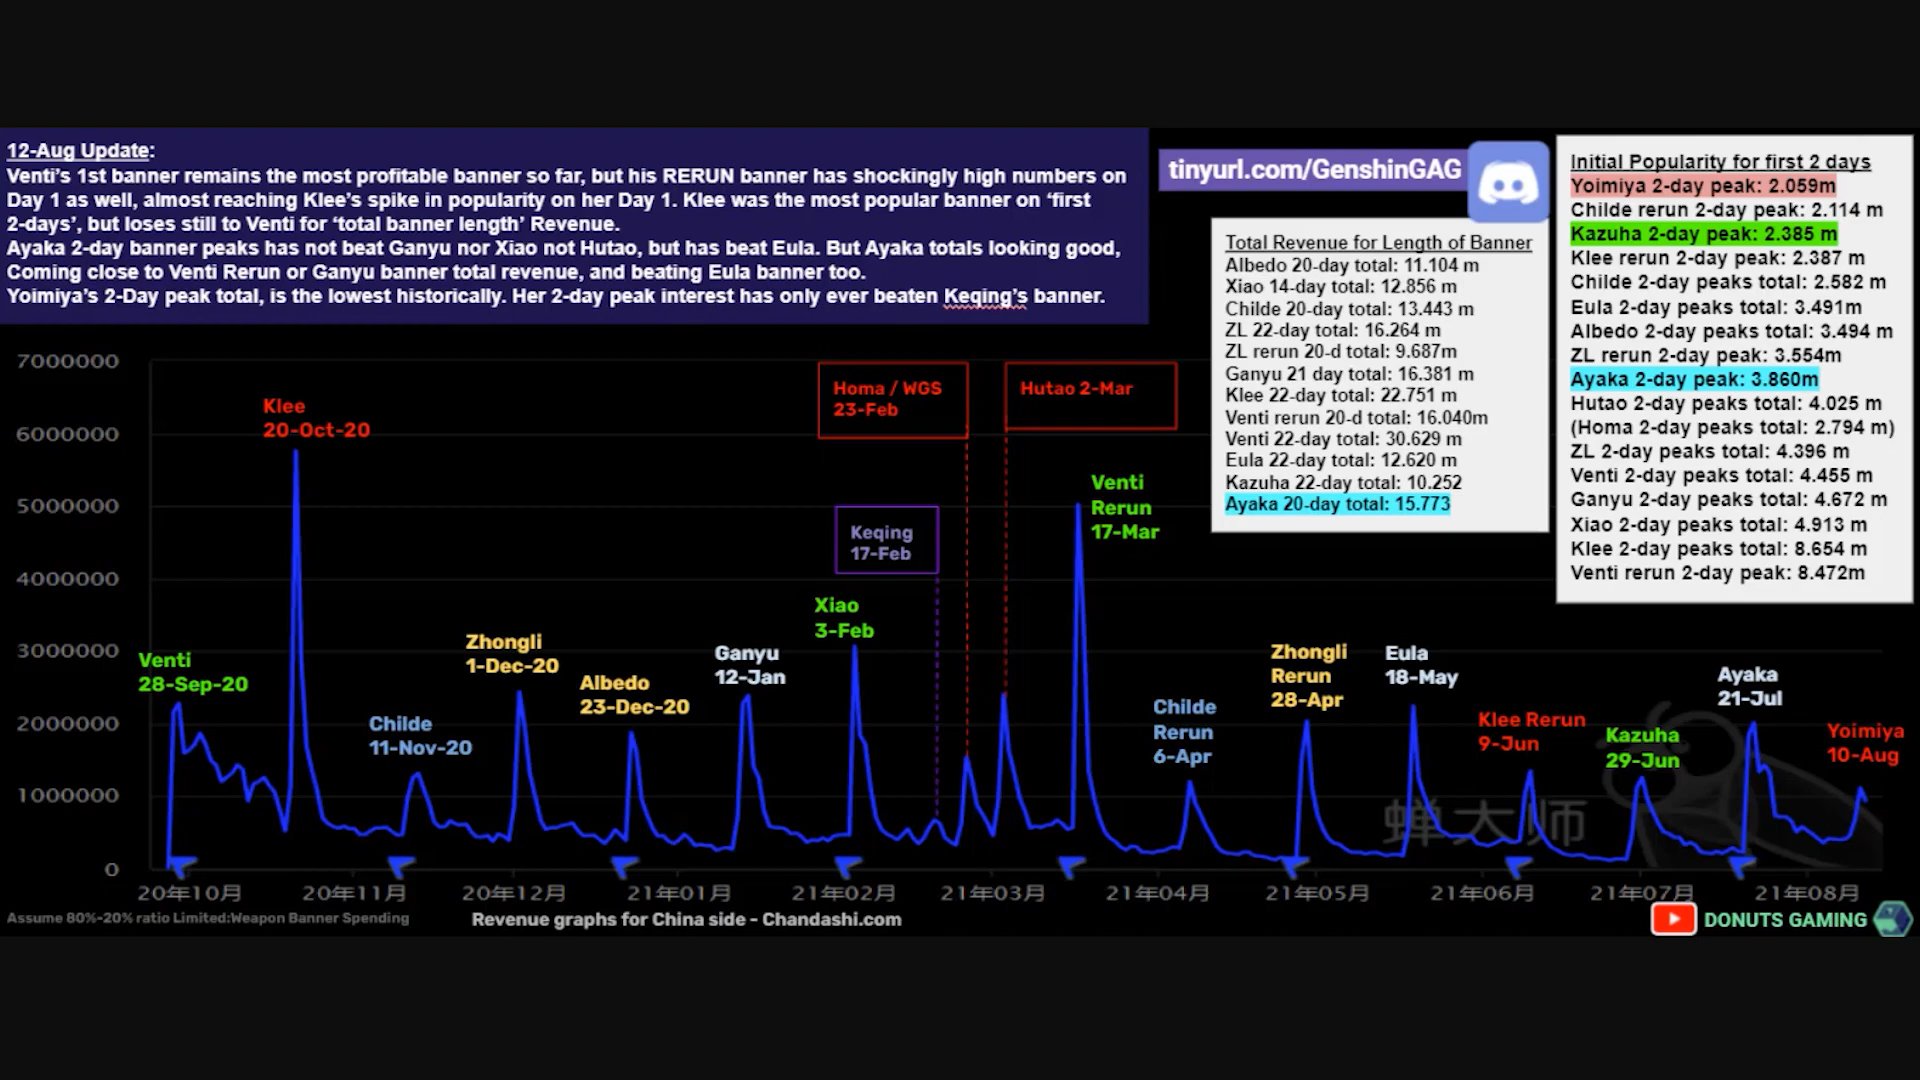 12-Aug Update:
Venti's 1st banner remains the most profitable banner so far, but his RERUN banner has shockingly high numbers on
Day 1 as well, almost reaching Klee's spike in popularity on her Day 1. Klee was the most popular banner on 'first
2-days', but loses still to Venti for 'total banner length' Revenue.
Ayaka 2-day banner peaks has not beat Ganyu nor Xiao not Hutao, but has beat Eula. But Ayaka totals looking good,
Coming close to Venti Rerun or Ganyu banner total revenue, and beating Eula banner too.
Yoimiya's 2-Day peak total, is the lowest historically. Her 2-day peak interest has only ever beaten Keqing's banner.
tinyurl.com/GenshinGAG
Total Revenue for Length of Banner
Albedo 20-day total: 11.104 m
Xiao 14-day total: 12.856 m
Childe 20-day total: 13.443 m
ZL 22-day total: 16.264 m
ZL rerun 20-d total: 9.687m
Ganyu 21 day total: 16.381 m
Klee 22-day total: 22.751 m
Venti rerun 20-d total: 16.040m
Venti 22-day total: 30.629 m
Eula 22-day total: 12.620 m
Kazuha 22-day total: 10.252
Ayaka 20-day total: 15.773
Initial Popularity for first 2 days
Yoimiya 2-day peak: 2.059m
Childe rerun 2-day peak: 2.114 m
Kazuha 2-day peak: 2.385 m
Klee rerun 2-day peak: 2.387 m
Childe 2-day peaks total: 2.582 m
Eula 2-day peaks total: 3.491m
Albedo 2-day peaks total: 3.494 m
ZL rerun 2-day peak: 3.554m
Ayaka 2-day peak: 3.860m
Hutao 2-day peaks total: 4.025 m
(Homa 2-day peaks total: 2.794 m)
ZL 2-day peaks total: 4.396 m
Venti 2-day peaks total: 4.455 m
Ganyu 2-day peaks total: 4.672 m
Xiao 2-day peaks total: 4.913 m
Klee 2-day peaks total: 8.654 m
Venti rerun 2-day peak: 8.472m
7000000
6000000
5000000
4000000
3000000
2000000
1000000
0
Venti
28-Sep-20
Klee
20-Oct-20
Childe
11-Nov-20
Zhongli
1-Dec-20
Albedo
23-Dec-20
Ganyu
12-Jan
Xiao
3-Feb
Keqing
17-Feb
Homa / WGS
23-Feb
Hutao 2-Mar
Venti
Rerun
17-Mar
Childe
Rerun
6-Apr
Zhongli
Rerun
28-Apr
Eula
18-May
Klee Rerun
9-Jun
Kazuha
29-Jun
Ayaka
21-Jul
Yoimiya
10-Aug
蝉大师
20年10月
20年11月
20年12月
21年01月
21年02月
21年03月
21年04月
21年05月
21年06月
21年07月
21年08月
Assume 80%-20% ratio Limited:Weapon Banner Spending
Revenue graphs for China side - Chandashi.com
DONUTS GAMING